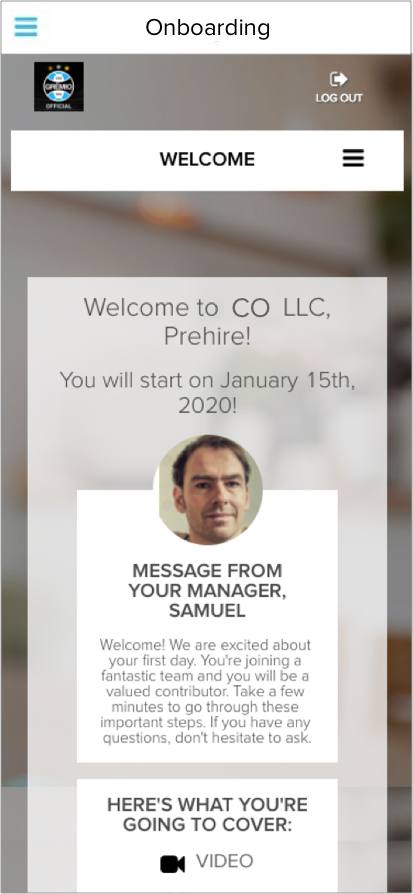 Onboarding
GRÊMIO
OFFICIAL
LOG OUT
WELCOME
Welcome to CO LLC,
Prehire!
You will start on January 15th,
2020!
MESSAGE FROM
YOUR MANAGER,
SAMUEL
Welcome! We are excited about
your first day. You're joining a
fantastic team and you will be a
valued contributor. Take a few
minutes to go through these
important steps. If you have any
questions, don't hesitate to ask.
HERE'S WHAT YOU'RE
GOING TO COVER:
VIDEO